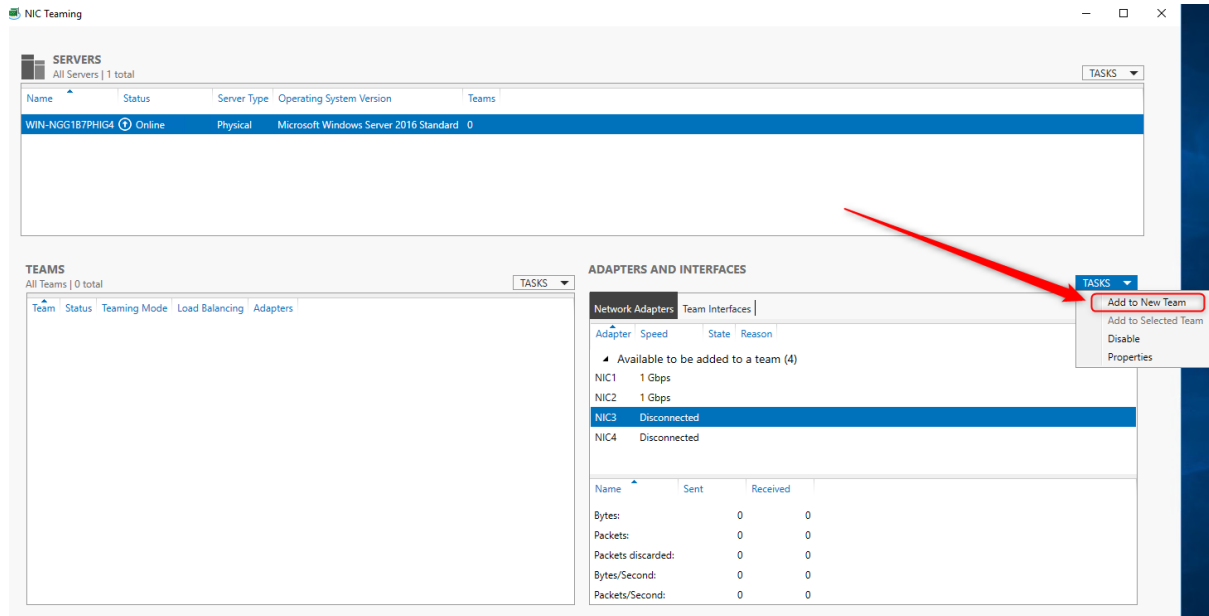 NIC Teaming
SERVERS
All Servers | 1 total
TASKS
Name Status Server Type Operating System Version Teams
WIN-NGG1B7PHIG4 Online Physical Microsoft Windows Server 2016 Standard 0
TEAMS
All Teams | 0 total
TASKS
Team Status Teaming Mode Load Balancing Adapters
ADAPTERS AND INTERFACES
TASKS
Add to New Team
Add to Selected Team
Disable
Properties
Network Adapters Team Interfaces
Adapter Speed State Reason
Available to be added to a team (4)
NIC1 1 Gbps
NIC2 1 Gbps
NIC3 Disconnected
NIC4 Disconnected
Name Sent Received
Bytes: 0 0
Packets: 0 0
Packets discarded: 0 0
Bytes/Second: 0 0
Packets/Second: 0 0